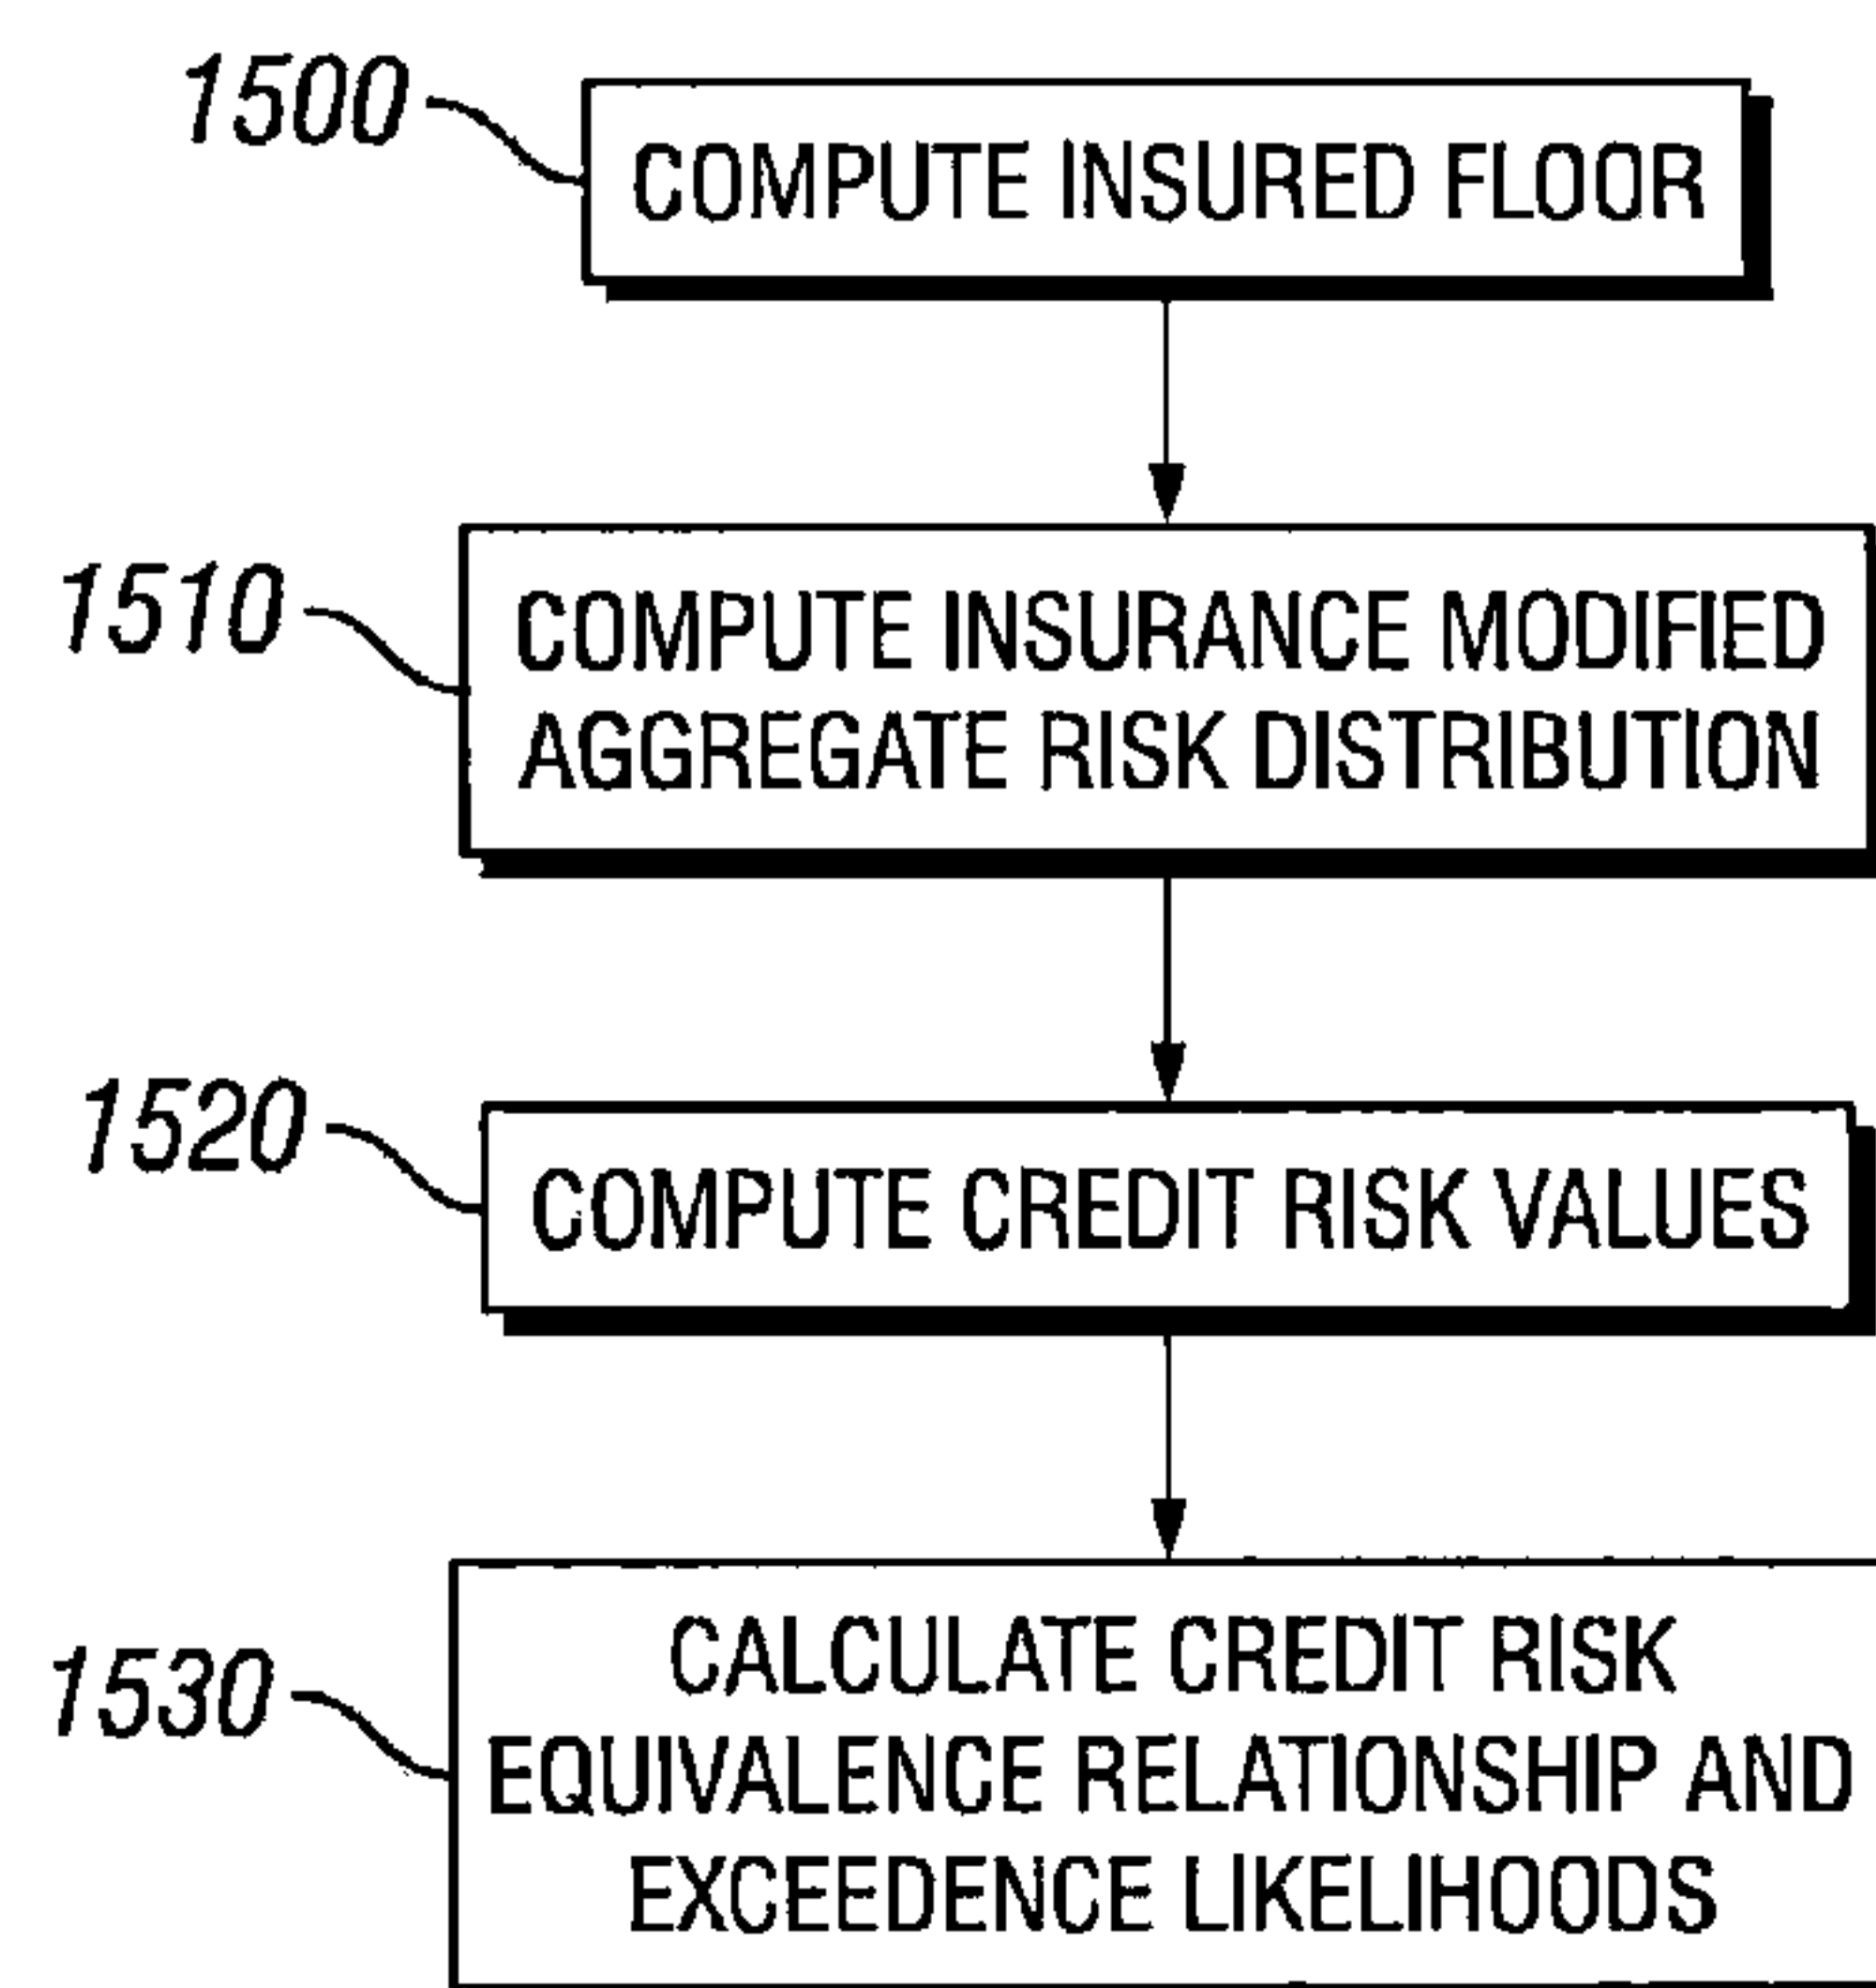 1500
COMPUTE INSURED FLOOR
1510
COMPUTE INSURANCE MODIFIED
AGGREGATE RISK DISTRIBUTION
1520
COMPUTE CREDIT RISK VALUES
1530
CALCULATE CREDIT RISK
EQUIVALENCE RELATIONSHIP AND
EXCEEDENCE LIKELIHOODS